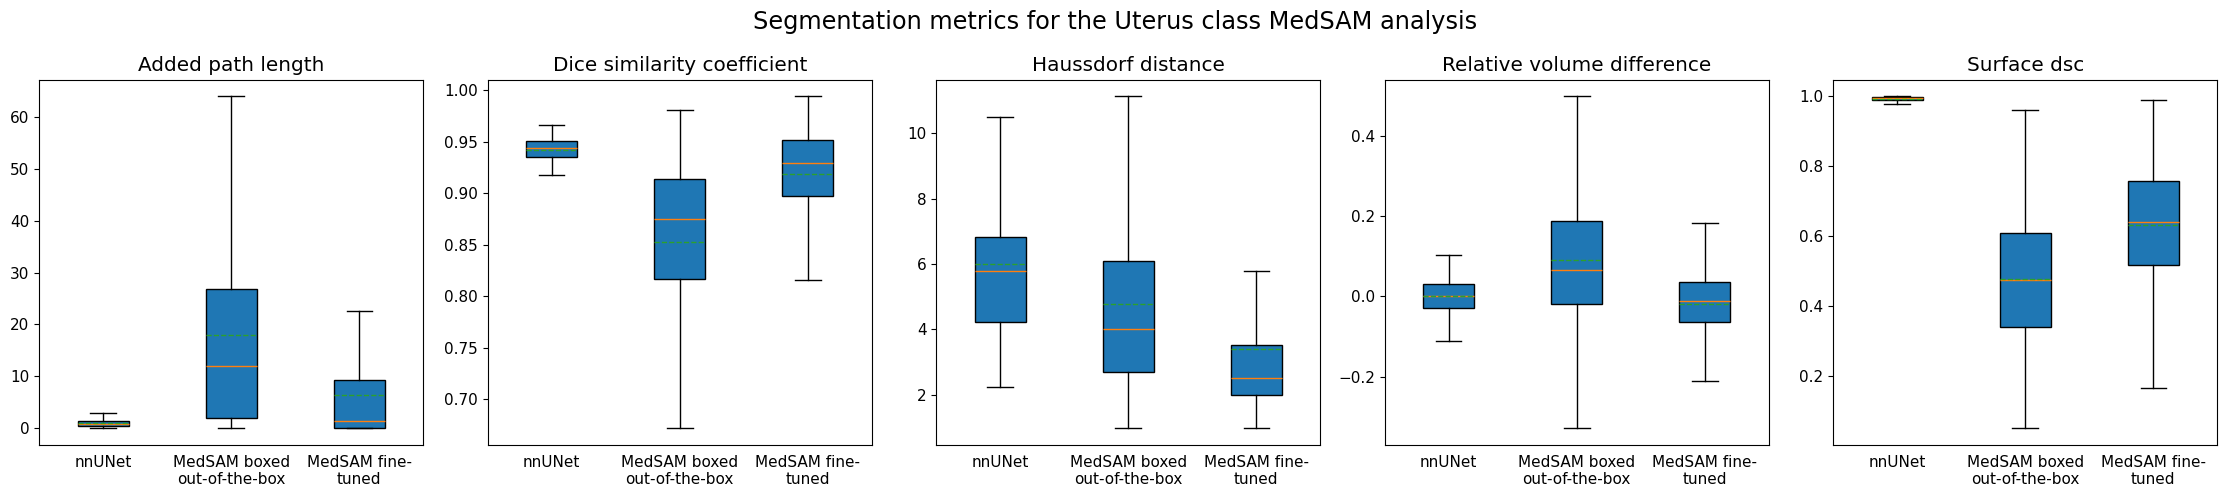 Segmentation metrics for the Uterus class MedSAM analysis
Added path length
60
50
40
30
20
10
0
nnUNet
MedSAM boxed
out-of-the-box
MedSAM fine-
tuned
Dice similarity coefficient
1.00
0.95
0.90
0.85
0.80
0.75
0.70
nnUNet
MedSAM boxed
out-of-the-box
MedSAM fine-
tuned
Haussdorf distance
10
8
6
4
2
nnUNet
MedSAM boxed
out-of-the-box
MedSAM fine-
tuned
Relative volume difference
0.4
0.2
0.0
−0.2
nnUNet
MedSAM boxed
out-of-the-box
MedSAM fine-
tuned
Surface dsc
1.0
0.8
0.6
0.4
0.2
nnUNet
MedSAM boxed
out-of-the-box
MedSAM fine-
tuned